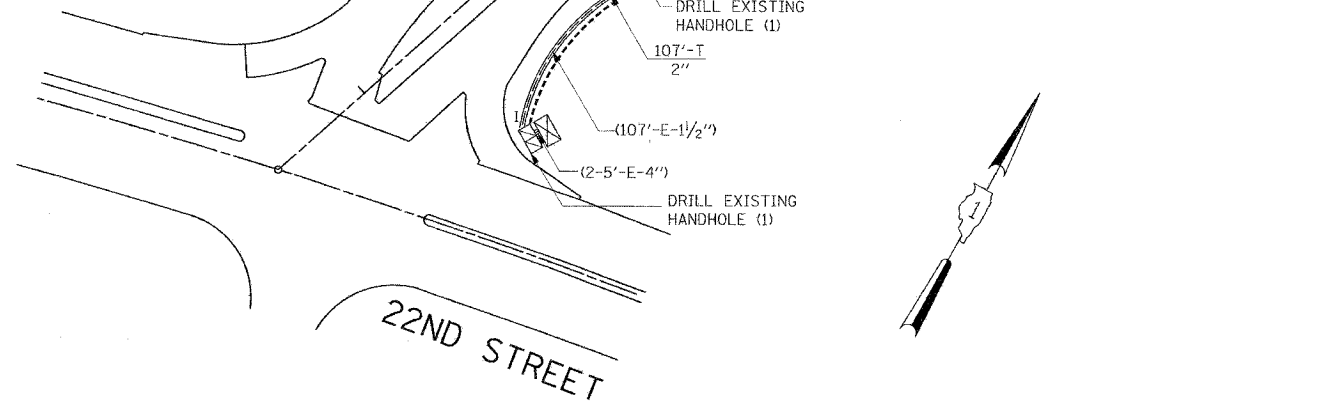 DRILL EXISTING
HANDHOLE (1)
107'-T
2"
I
(107'-E-1½")
(2-5'-E-4")
DRILL EXISTING
HANDHOLE (1)
1
22ND STREET